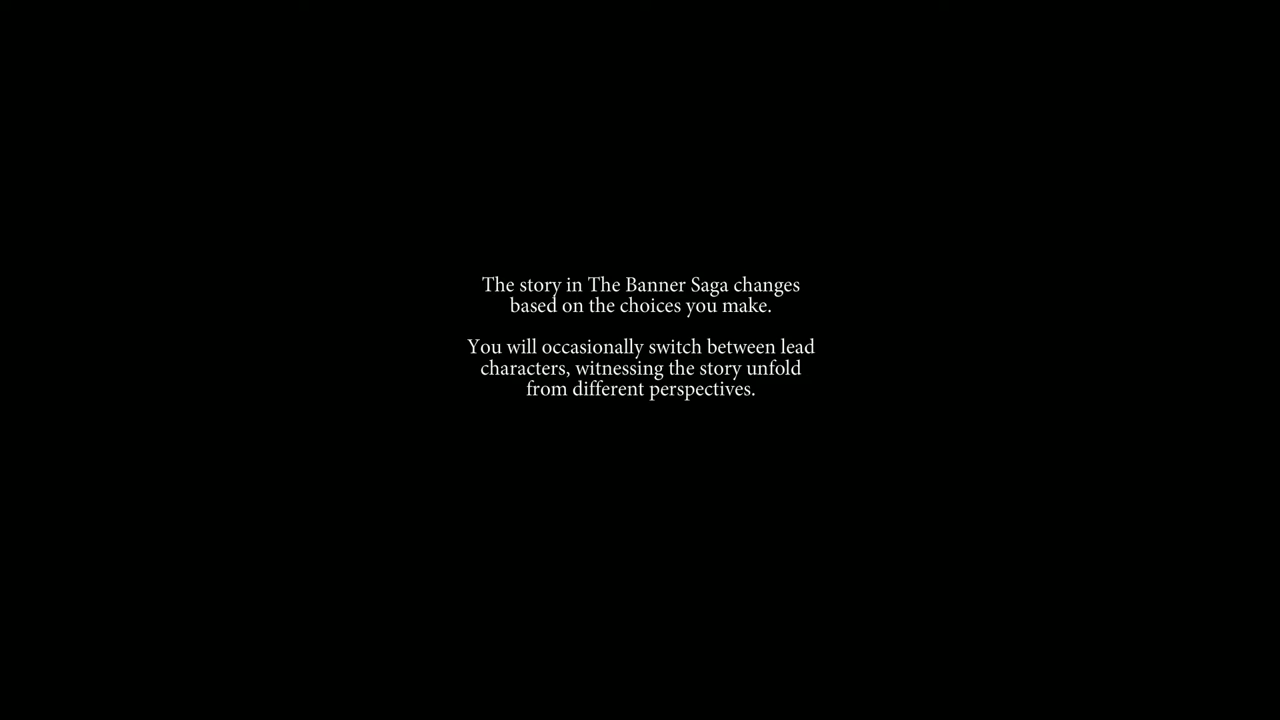 The story in The Banner Saga changes
based on the choices you make.
You will occasionally switch between lead
characters, witnessing the story unfold
from different perspectives.